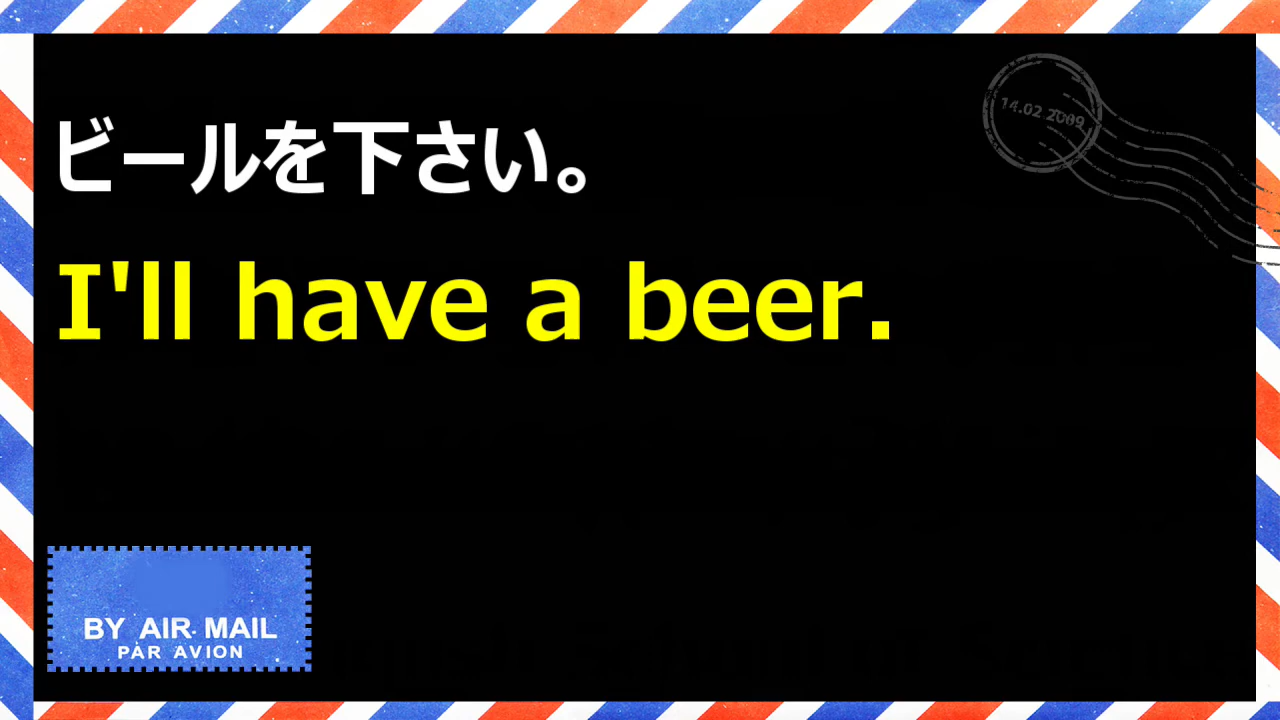 14.02 2009
ビールを下さい。
I'll have a beer.
BY AIR MAIL
PAR AVION